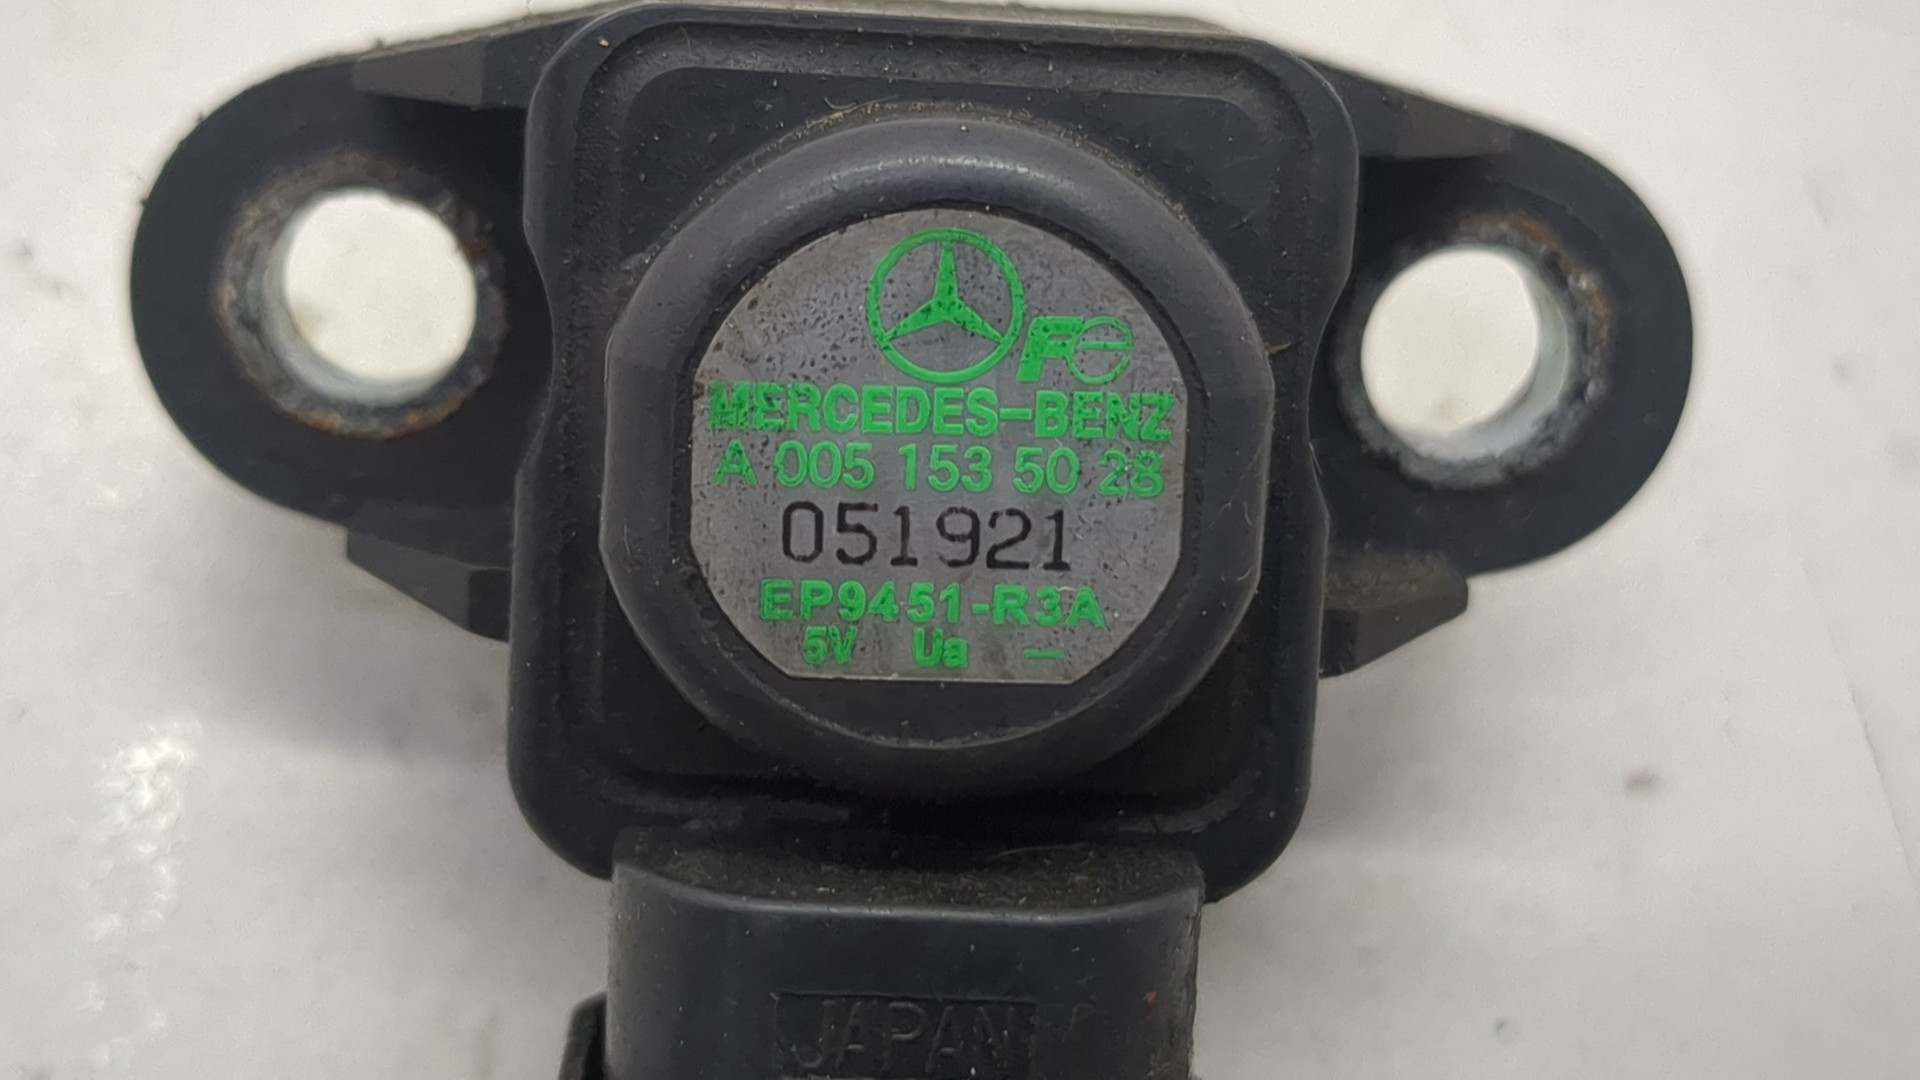 Fe
MERCEDES-BENZ
A 005 153 50 28
051921
EP9451-R3A
5V Ua —
JAPAN